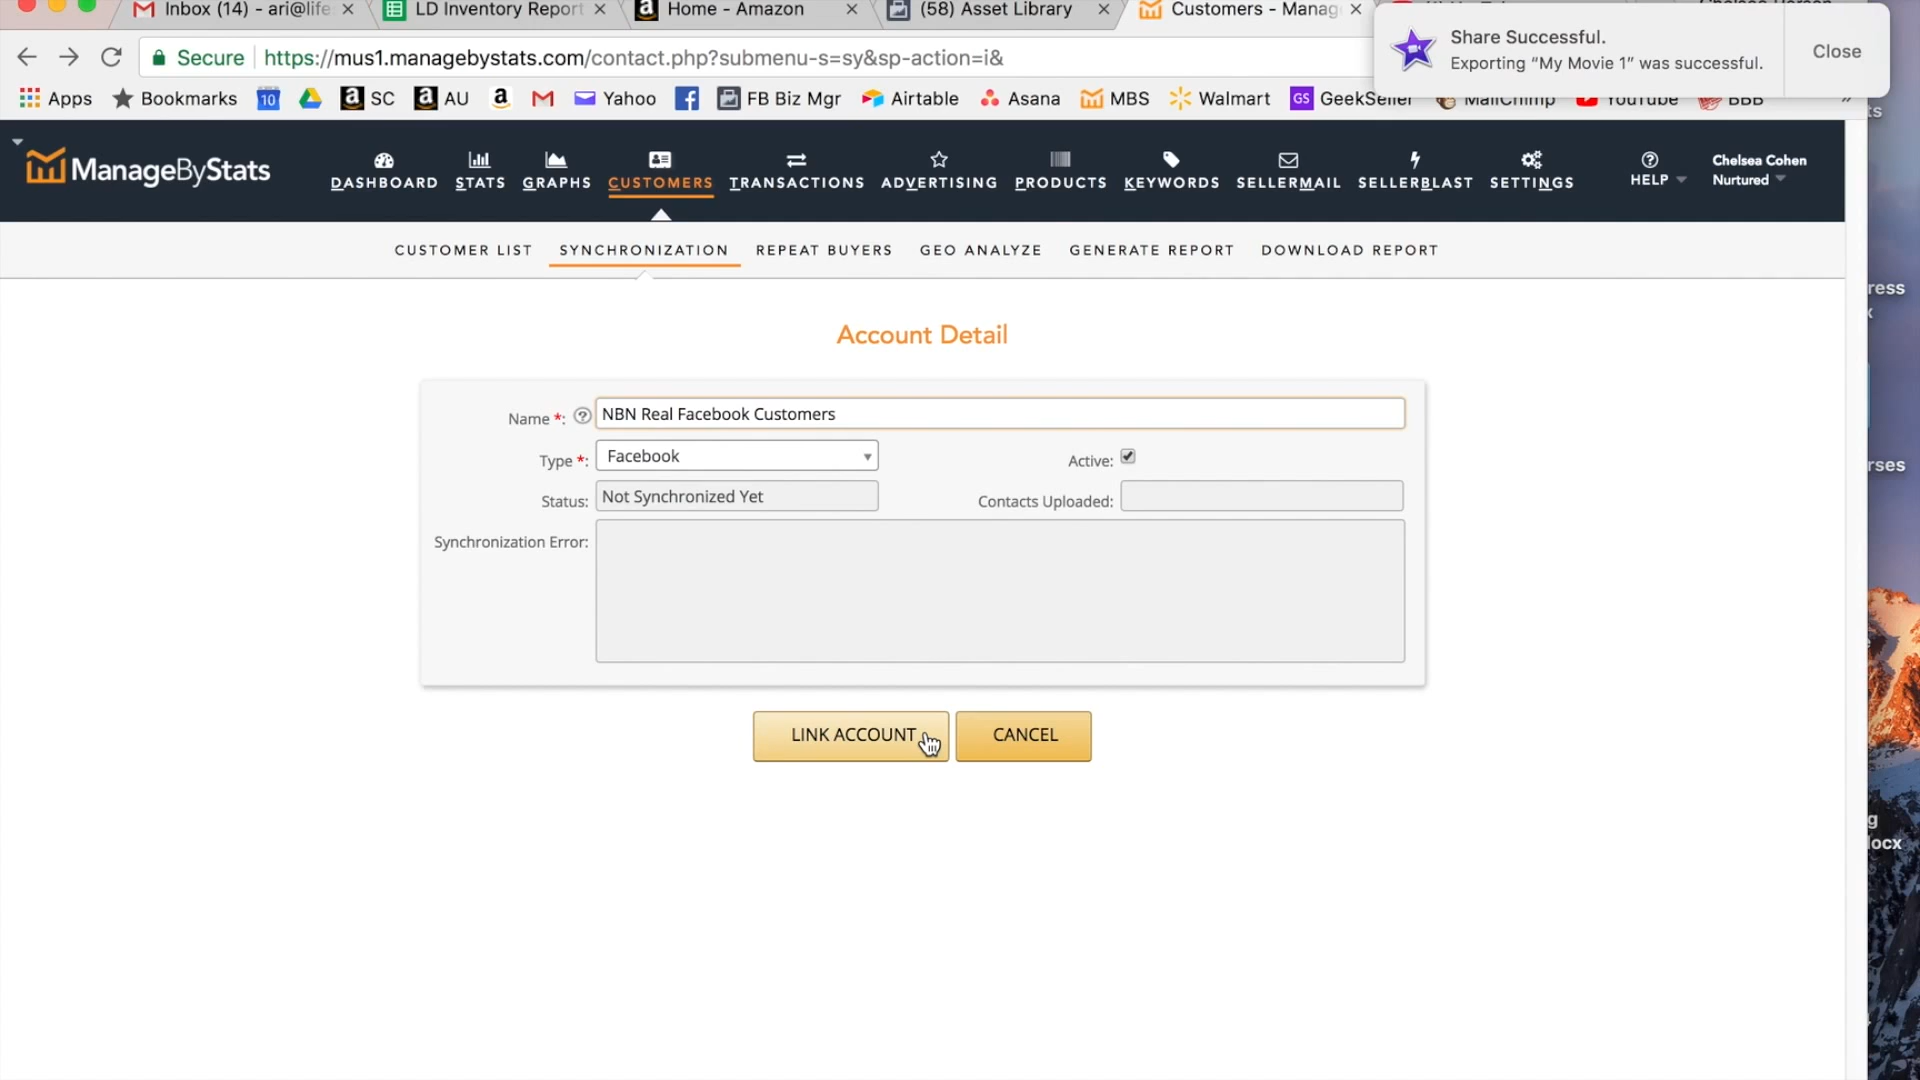 Inbox (14) - ari@life
LD Inventory Report
Home - Amazon
(58) Asset Library
Customers - Manag
Share Successful.
Exporting “My Movie 1” was successful.
Close
Secure
https://mus1.managebystats.com/contact.php?submenu-s=sy&sp-action=i&
Apps
Bookmarks
10
SC
AU
Yahoo
FB Biz Mgr
Airtable
Asana
MBS
Walmart
GS
GeekSeller
MailChimp
YouTube
BBB
ManageByStats
DASHBOARD
STATS
GRAPHS
CUSTOMERS
TRANSACTIONS
ADVERTISING
PRODUCTS
KEYWORDS
SELLERMAIL
SELLERBLAST
SETTINGS
HELP
Chelsea Cohen
Nurtured
CUSTOMER LIST
SYNCHRONIZATION
REPEAT BUYERS
GEO ANALYZE
GENERATE REPORT
DOWNLOAD REPORT
Account Detail
Name *:
NBN Real Facebook Customers
Type *:
Facebook
Active:
Status:
Not Synchronized Yet
Contacts Uploaded:
Synchronization Error:
LINK ACCOUNT
CANCEL
ress
rses
g
locx